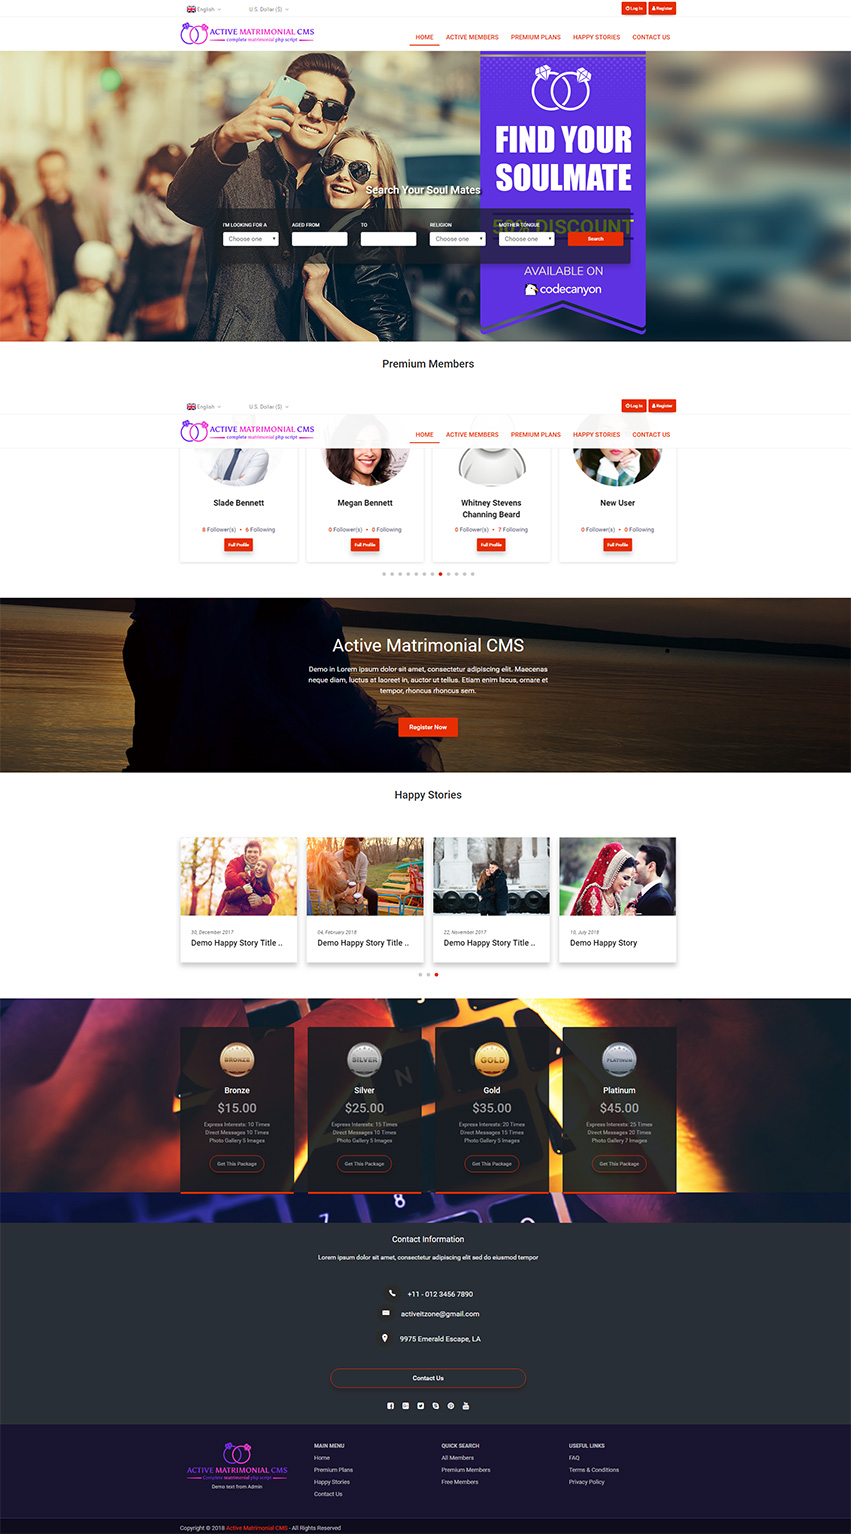 English U.S. Dollar ($) Log In Register
ACTIVE MATRIMONIAL CMS
complete matrimonial php script
HOME ACTIVE MEMBERS PREMIUM PLANS HAPPY STORIES CONTACT US
FIND YOUR
SOULMATE
Search Your Soul Mates
50% DISCOUNT
I'M LOOKING FOR A AGED FROM TO RELIGION MOTHER TONGUE
Choose one Choose one Choose one Search
AVAILABLE ON
codecanyon
Premium Members
English U.S. Dollar ($) Log In Register
ACTIVE MATRIMONIAL CMS
complete matrimonial php script
HOME ACTIVE MEMBERS PREMIUM PLANS HAPPY STORIES CONTACT US
Slade Bennett Megan Bennett Whitney Stevens New User
Channing Beard
8 Follower(s) • 6 Following 0 Follower(s) • 0 Following 0 Follower(s) • 7 Following 0 Follower(s) • 0 Following
Full Profile Full Profile Full Profile Full Profile
Active Matrimonial CMS
Demo in Lorem ipsum dolor sit amet, consectetur adipiscing elit. Maecenas
neque diam, luctus at laoreet in, auctor ut tellus. Etiam enim lacus, ornare et
tempor, rhoncus rhoncus sem.
Register Now
Happy Stories
30, December 2017 04, February 2018 22, November 2017 10, July 2018
Demo Happy Story Title .. Demo Happy Story Title .. Demo Happy Story Title .. Demo Happy Story
BRONZE SILVER GOLD PLATINUM
Bronze Silver Gold Platinum
$15.00 $25.00 $35.00 $45.00
Express Interests: 10 Times Express Interests: 15 Times Express Interests: 20 Times Express Interests: 25 Times
Direct Messages 10 Times Direct Messages 10 Times Direct Messages 15 Times Direct Messages 20 Times
Photo Gallery 5 Images Photo Gallery 5 Images Photo Gallery 6 Images Photo Gallery 7 Images
Get This Package Get This Package Get This Package Get This Package
8
Contact Information
Lorem ipsum dolor sit amet, consectetur adipiscing elit sed do eiusmod tempor
+11 - 012 3456 7890
activeitzone@gmail.com
9975 Emerald Escape, LA
Contact Us
ACTIVE MATRIMONIAL CMS
Complete matrimonial php script
Demo text from Admin
MAIN MENU
Home
Premium Plans
Happy Stories
Contact Us
QUICK SEARCH
All Members
Premium Members
Free Members
USEFUL LINKS
FAQ
Terms & Conditions
Privacy Policy
Copyright © 2018 Active Matrimonial CMS - All Rights Reserved